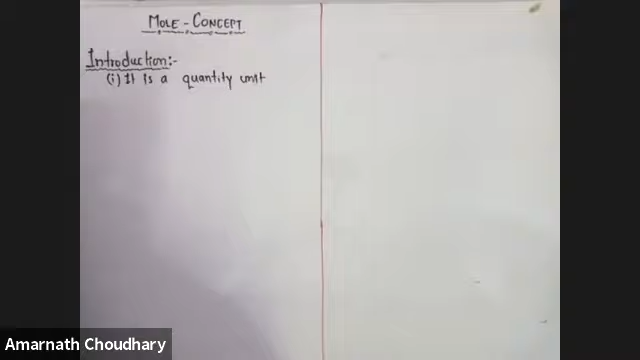 MOLE - CONCEPT
Introduction:-
(i) It is a quantity unit
Amarnath Choudhary